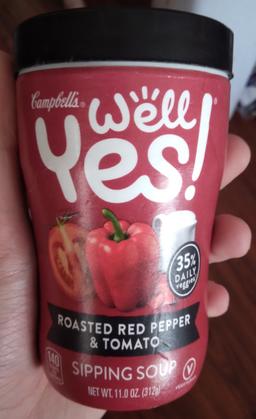 Campbell's®
Well
Yes!®
35%
DAILY
veggies
ROASTED RED PEPPER
& TOMATO
140
SIPPING SOUP
NET WT. 11.0 OZ. (312g)
V